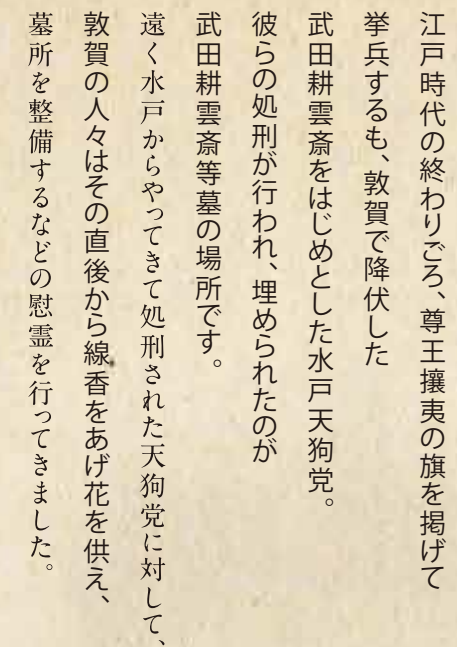 江戸時代の終わりごろ、尊王攘夷の旗を掲げて
挙兵するも、敦賀で降伏した
武田耕雲斎をはじめとした水戸天狗党。
彼らの処刑が行われ、埋められたのが
武田耕雲斎等墓の場所です。
遠く水戸からやってきて処刑された天狗党に対して、
敦賀の人々はその直後から線香をあげ花を供え、
墓所を整備するなどの慰霊を行ってきました。